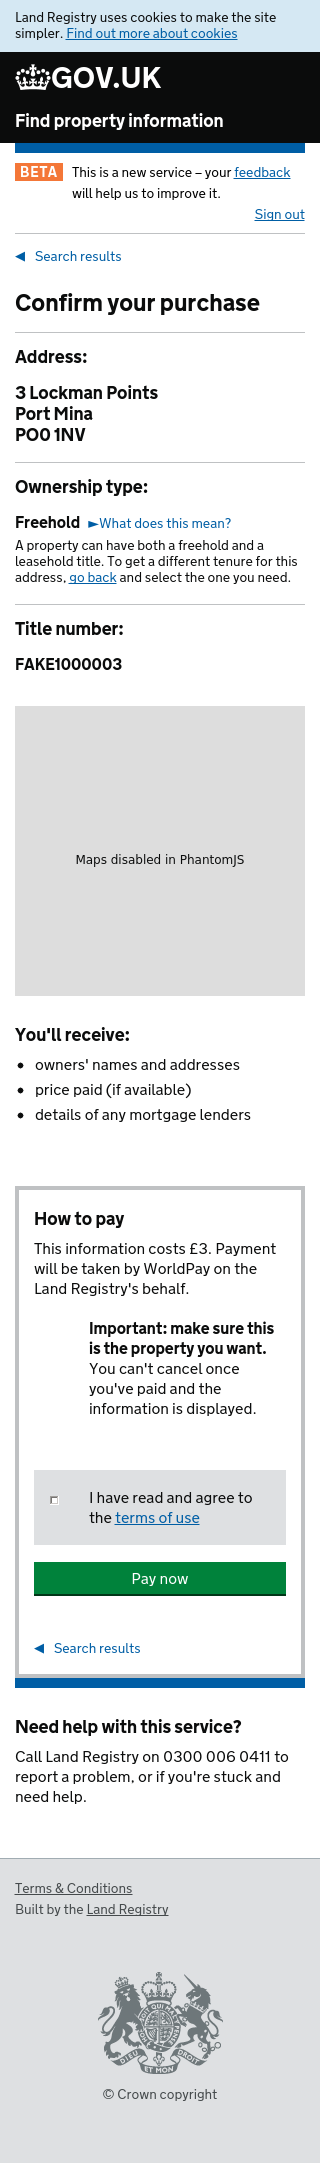 Land Registry uses cookies to make the site
simpler. Find out more about cookies
GOV.UK
Find property information
BETA This is a new service – your feedback
will help us to improve it.
Sign out
Search results
Confirm your purchase
Address:
3 Lockman Points
Port Mina
PO0 1NV
Ownership type:
Freehold ►What does this mean?
A property can have both a freehold and a
leasehold title. To get a different tenure for this
address, go back and select the one you need.
Title number:
FAKE1000003
Maps disabled in PhantomJS
You'll receive:
• owners' names and addresses
• price paid (if available)
• details of any mortgage lenders
How to pay
This information costs £3. Payment
will be taken by WorldPay on the
Land Registry's behalf.
Important: make sure this
is the property you want.
You can't cancel once
you've paid and the
information is displayed.
I have read and agree to
the terms of use
Pay now
Search results
Need help with this service?
Call Land Registry on 0300 006 0411 to
report a problem, or if you're stuck and
need help.
Terms & Conditions
Built by the Land Registry
DIEU ET MON DROIT
© Crown copyright